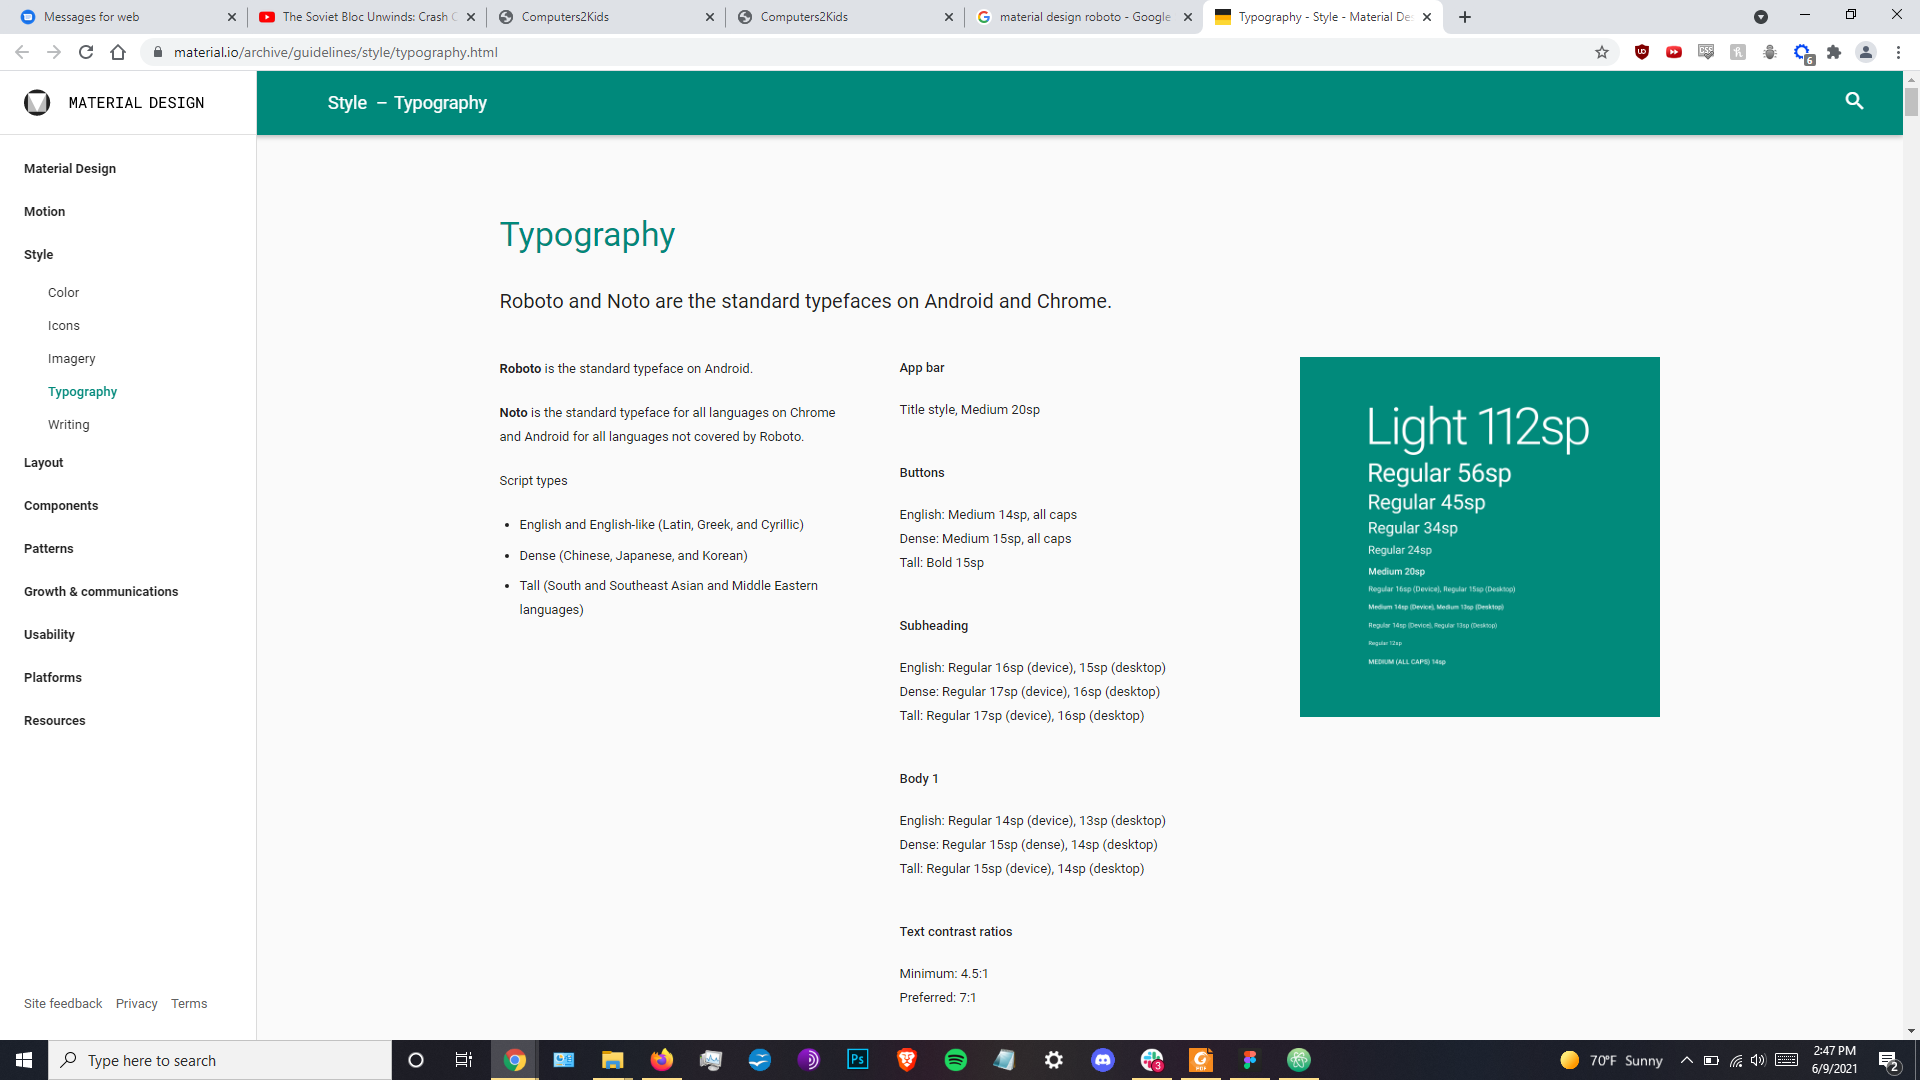 Messages for web
The Soviet Bloc Unwinds: Crash C
Computers2Kids
Computers2Kids
material design roboto - Google
Typography - Style - Material De
material.io/archive/guidelines/style/typography.html
6
MATERIAL DESIGN
Style – Typography
Material Design
Motion
Style
Color
Icons
Imagery
Typography
Writing
Layout
Components
Patterns
Growth & communications
Usability
Platforms
Resources
Site feedback Privacy Terms
Typography
Roboto and Noto are the standard typefaces on Android and Chrome.
Roboto is the standard typeface on Android.
Noto is the standard typeface for all languages on Chrome
and Android for all languages not covered by Roboto.
Script types
• English and English-like (Latin, Greek, and Cyrillic)
• Dense (Chinese, Japanese, and Korean)
• Tall (South and Southeast Asian and Middle Eastern
languages)
App bar
Title style, Medium 20sp
Buttons
English: Medium 14sp, all caps
Dense: Medium 15sp, all caps
Tall: Bold 15sp
Subheading
English: Regular 16sp (device), 15sp (desktop)
Dense: Regular 17sp (device), 16sp (desktop)
Tall: Regular 17sp (device), 16sp (desktop)
Body 1
English: Regular 14sp (device), 13sp (desktop)
Dense: Regular 15sp (dense), 14sp (desktop)
Tall: Regular 15sp (device), 14sp (desktop)
Text contrast ratios
Minimum: 4.5:1
Preferred: 7:1
Light 112sp
Regular 56sp
Regular 45sp
Regular 34sp
Regular 24sp
Medium 20sp
Regular 16sp (Device), Regular 15sp (Desktop)
Medium 14sp (Device), Medium 13sp (Desktop)
Regular 14sp (Device), Regular 13sp (Desktop)
Regular 12sp
MEDIUM (ALL CAPS) 14sp
Type here to search
Ps
3
70°F Sunny
2:47 PM
6/9/2021
2